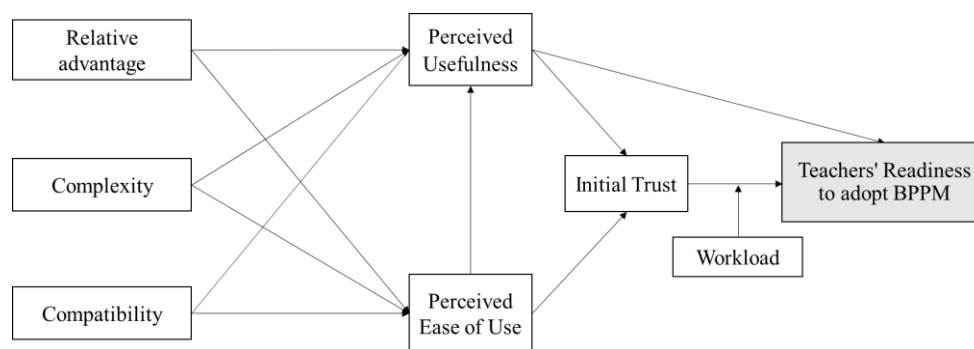 Relative
advantage
Perceived
Usefulness
Complexity
Initial Trust
Teachers' Readiness
to adopt BPPM
Workload
Compatibility
Perceived
Ease of Use